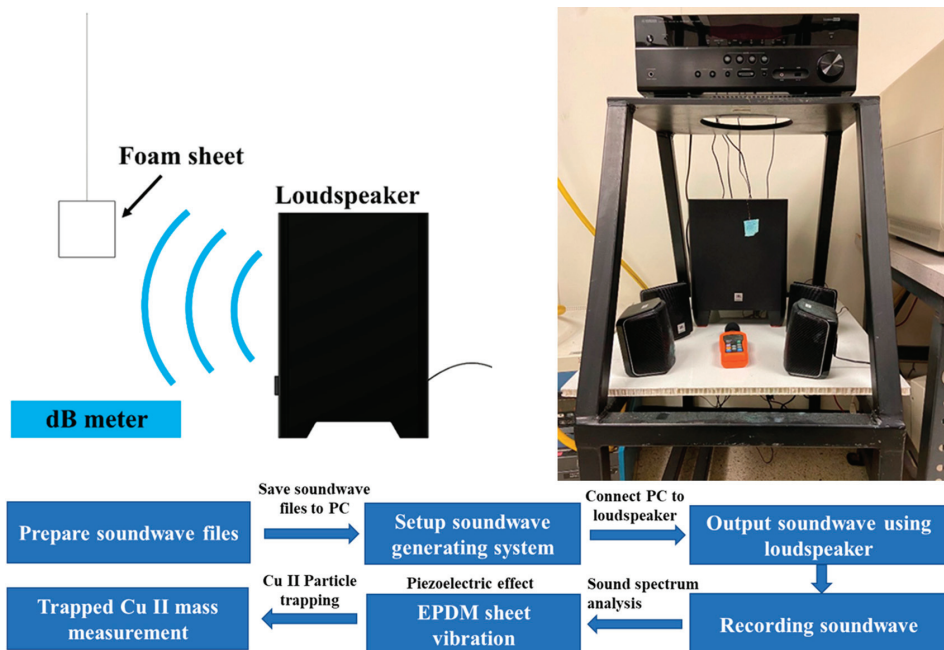 Foam sheet
Loudspeaker
dB meter
YAMAHA
JBL
Save soundwave
files to PC
Connect PC to
loudspeaker
Prepare soundwave files
Setup soundwave
generating system
Output soundwave using
loudspeaker
Cu II Particle
trapping
Piezoelectric effect
Sound spectrum
analysis
Trapped Cu II mass
measurement
EPDM sheet
vibration
Recording soundwave